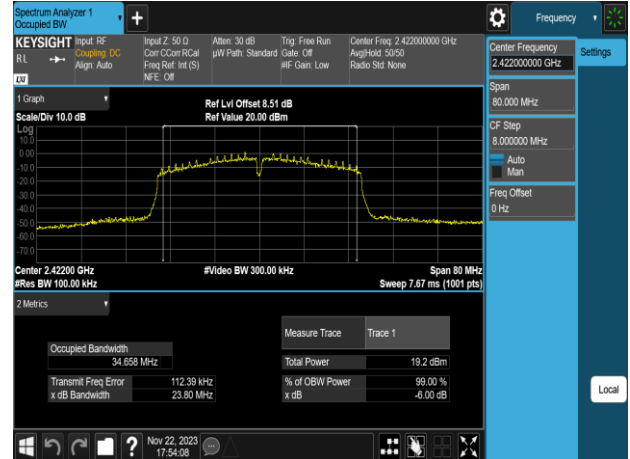 Spectrum Analyzer 1
Occupied BW
+
Frequency
KEYSIGHT
RL
LXI
Input: RF
Coupling: DC
Align: Auto
Input Z: 50 Ω
Corr CCorr RCal
Freq Ref: Int (S)
NFE: Off
Atten: 30 dB
µW Path: Standard
Trig: Free Run
Gate: Off
#IF Gain: Low
Center Freq: 2.422000000 GHz
Avg|Hold: 50/50
Radio Std: None
Center Frequency
2.422000000 GHz
Settings
Span
80.000 MHz
CF Step
8.000000 MHz
Auto
Man
Freq Offset
0 Hz
Local
1 Graph
Scale/Div 10.0 dB
Ref Lvl Offset 8.51 dB
Ref Value 20.00 dBm
Log
10.0
0.00
-10.0
-20.0
-30.0
-40.0
-50.0
-60.0
-70.0
Center 2.42200 GHz
#Video BW 300.00 kHz
Span 80 MHz
#Res BW 100.00 kHz
Sweep 7.67 ms (1001 pts)
2 Metrics
Measure Trace Trace 1
Occupied Bandwidth
34.658 MHz
Total Power 19.2 dBm
Transmit Freq Error 112.39 kHz
% of OBW Power 99.00 %
x dB Bandwidth 23.80 MHz
x dB -6.00 dB
?
Nov 22, 2023
17:54:08